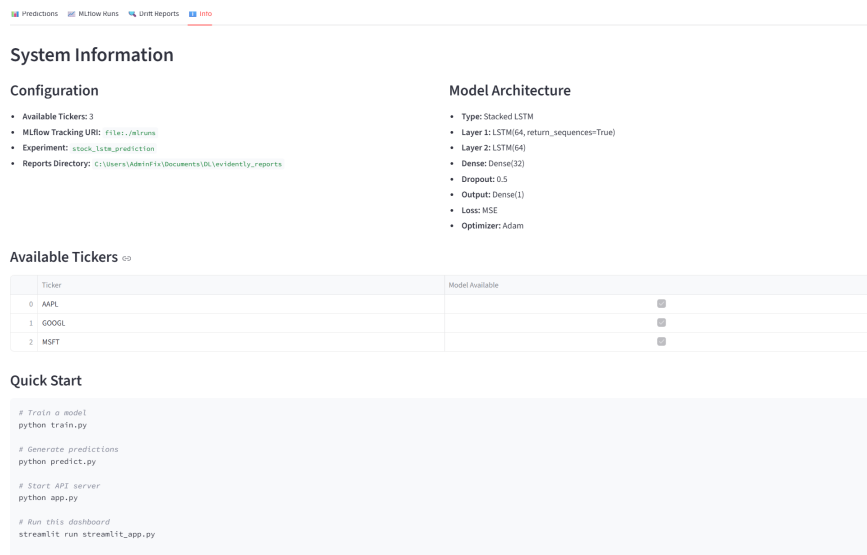 Predictions
MLflow Runs
Drift Reports
Info
System Information
Configuration
Available Tickers: 3
MLflow Tracking URI: file:./mlruns
Experiment: stock_lstm_prediction
Reports Directory: C:\Users\AdminFix\Documents\DL\evidently_reports
Model Architecture
Type: Stacked LSTM
Layer 1: LSTM(64, return_sequences=True)
Layer 2: LSTM(64)
Dense: Dense(32)
Dropout: 0.5
Output: Dense(1)
Loss: MSE
Optimizer: Adam
Available Tickers
Ticker Model Available
0 AAPL
1 GOOGL
2 MSFT
Quick Start
# Train a model
python train.py
# Generate predictions
python predict.py
# Start API server
python app.py
# Run this dashboard
streamlit run streamlit_app.py